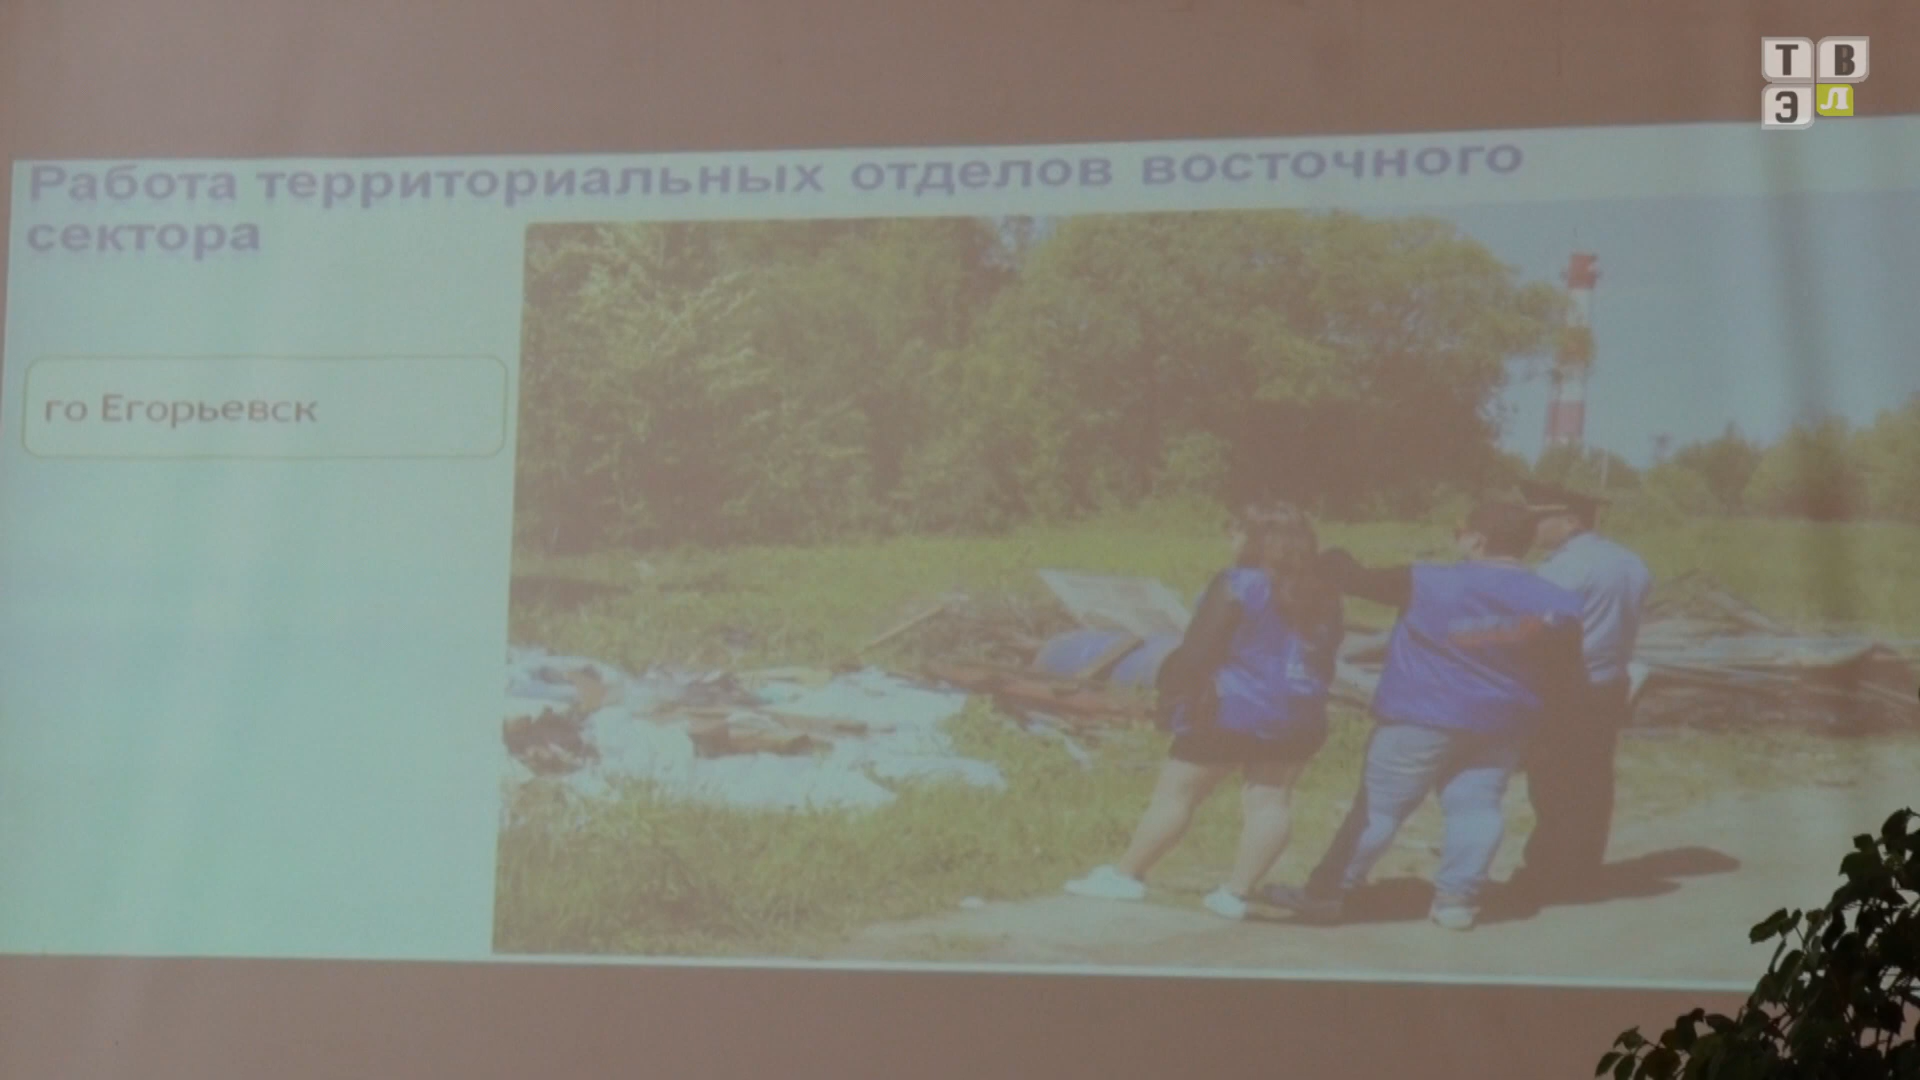 ТВ
ЭЛ
Работа территориальных отделов восточного
сектора
го Егорьевск